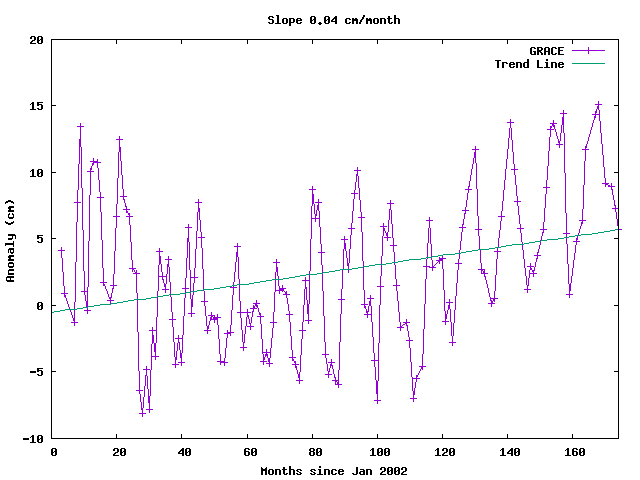 Slope 0.04 cm/month
20
15
10
5
0
-5
-10
Anomaly (cm)
GRACE
Trend Line
0 20 40 60 80 100 120 140 160
Months since Jan 2002